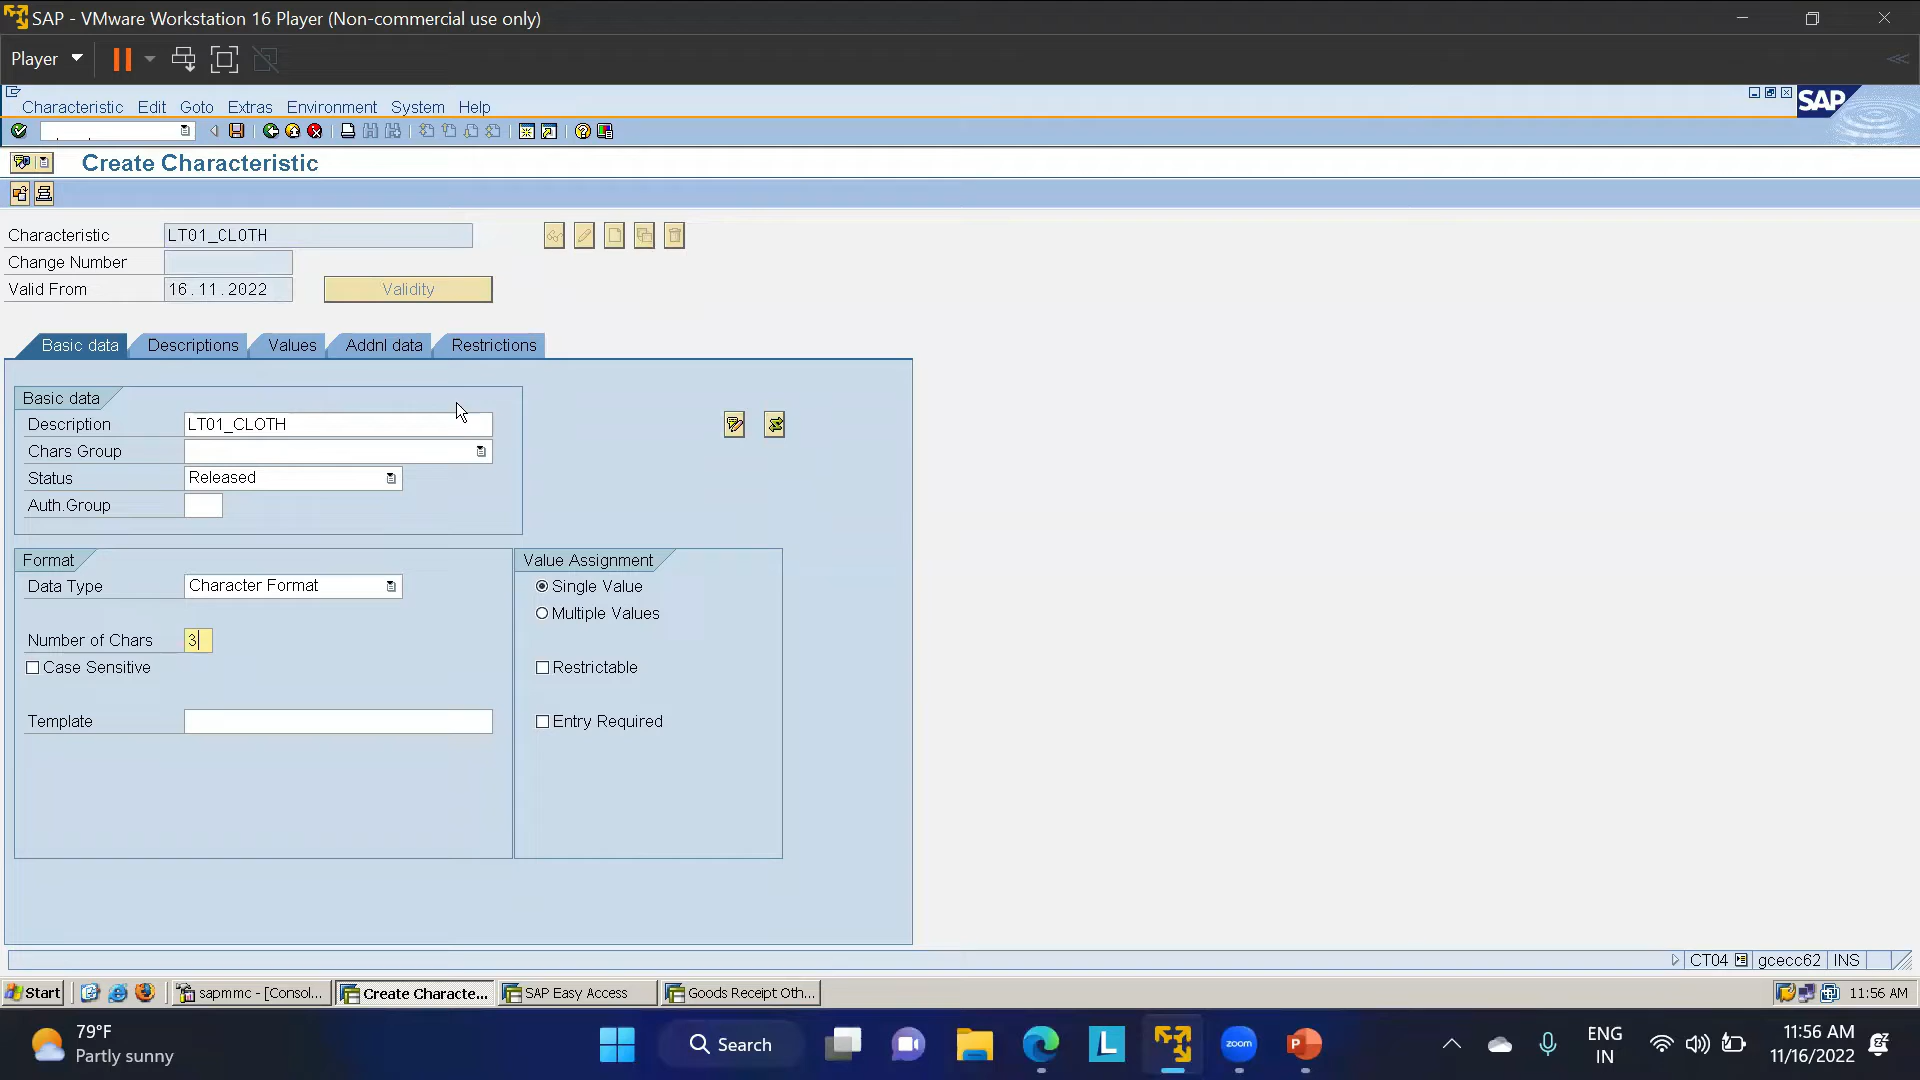 SAP - VMware Workstation 16 Player (Non-commercial use only)
Player
Characteristic Edit Goto Extras Environment System Help
SAP
Create Characteristic
Characteristic LT01_CLOTH
Change Number
Valid From 16.11.2022 Validity
Basic data Descriptions Values Addnl data Restrictions
Basic data
Description LT01_CLOTH
Chars Group
Status Released
Auth.Group
Format
Data Type Character Format
Number of Chars 3
Case Sensitive
Template
Value Assignment
Single Value
Multiple Values
Restrictable
Entry Required
CT04 gcecc62 INS
Start sapmmc - [Consol... Create Characte... SAP Easy Access Goods Receipt Oth... 11:56 AM
79°F
Partly sunny
Search
L
zoom
P
ENG
IN
11:56 AM
11/16/2022